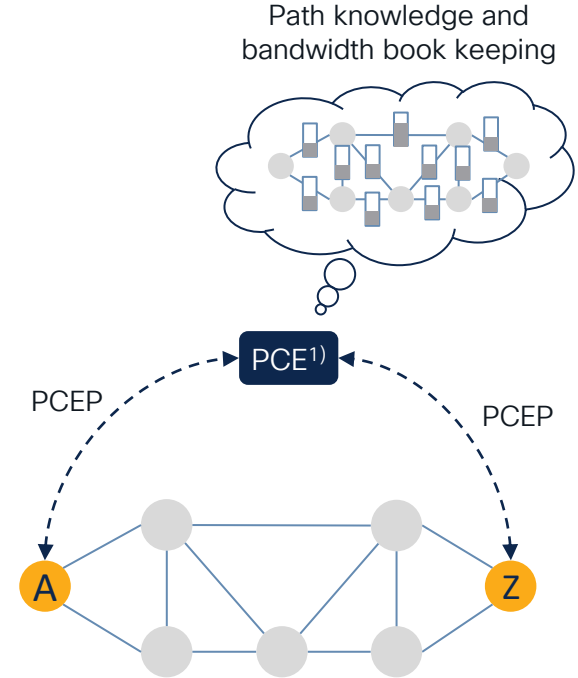 Path knowledge and
bandwidth book keeping
PCE¹⁾
PCEP
PCEP
A
Z